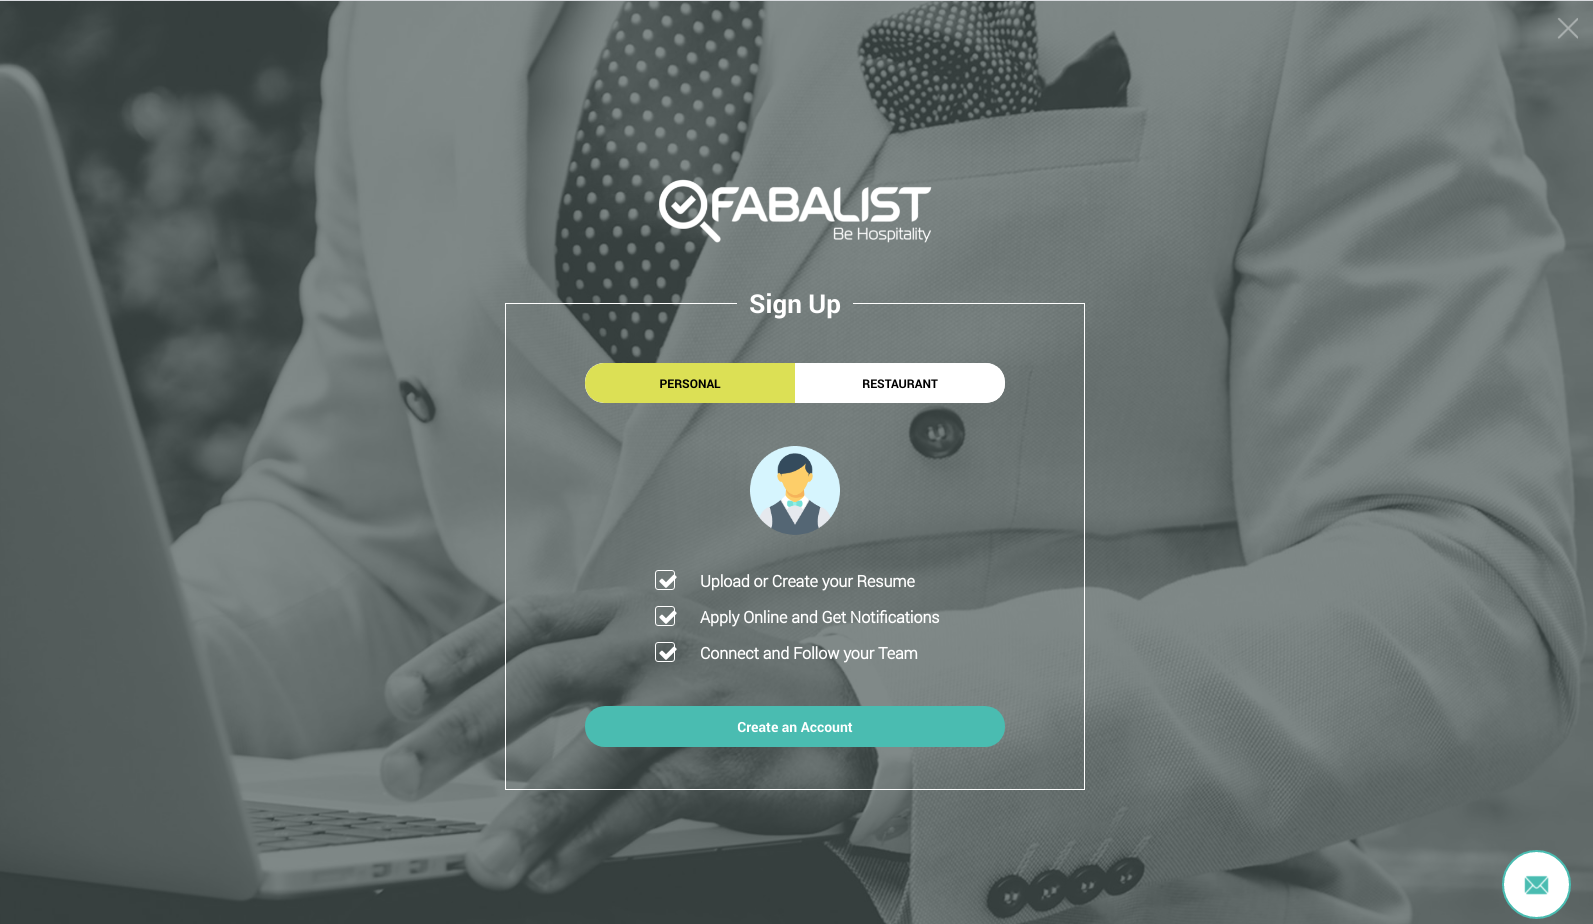 FABALIST
Be Hospitality
Sign Up
PERSONAL
RESTAURANT
Upload or Create your Resume
Apply Online and Get Notifications
Connect and Follow your Team
Create an Account